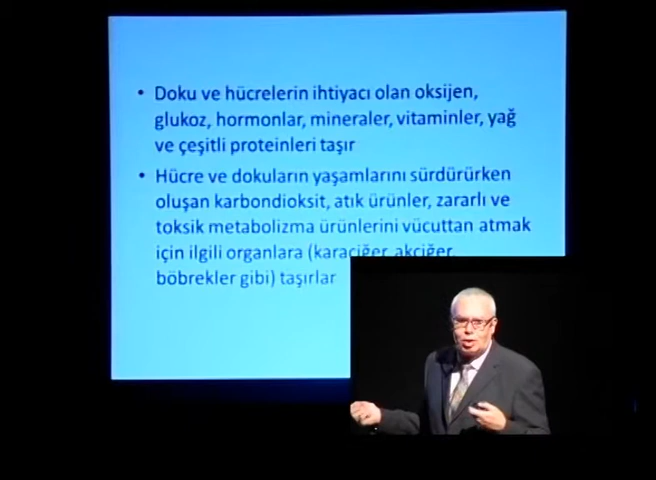 • Doku ve hücrelerin ihtiyacı olan oksijen,
glukoz, hormonlar, mineraler, vitaminler, yağ
ve çeşitli proteinleri taşır
• Hücre ve dokuların yaşamlarını sürdürürken
oluşan karbondioksit, atık ürünler, zararlı ve
toksik metabolizma ürünlerini vücuttan atmak
için ilgili organlara (karaciğer, akciğer,
böbrekler gibi) taşırlar